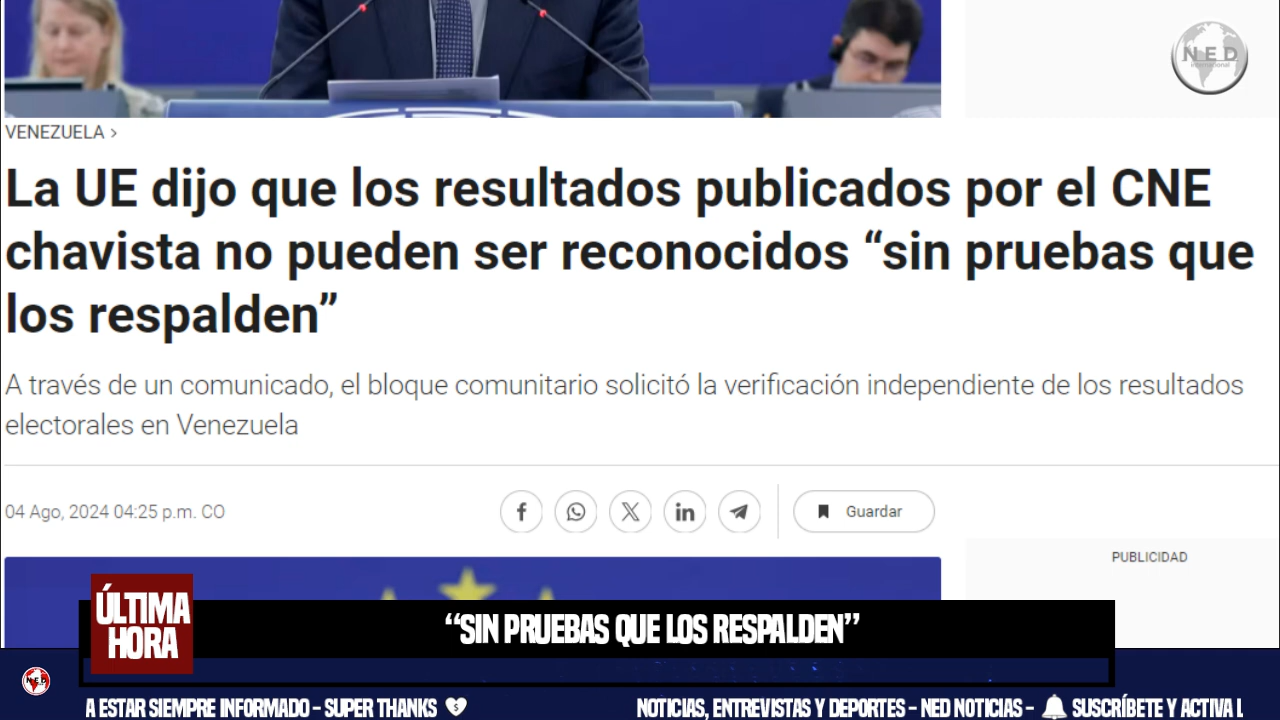 NED
international
VENEZUELA >
La UE dijo que los resultados publicados por el CNE
chavista no pueden ser reconocidos “sin pruebas que
los respalden”
A través de un comunicado, el bloque comunitario solicitó la verificación independiente de los resultados
electorales en Venezuela
04 Ago, 2024 04:25 p.m. CO
Guardar
PUBLICIDAD
ÚLTIMA
HORA
“SIN PRUEBAS QUE LOS RESPALDEN”
NED
A ESTAR SIEMPRE INFORMADO - SUPER THANKS
NOTICIAS, ENTREVISTAS Y DEPORTES - NED NOTICIAS - SUSCRÍBETE Y ACTIVA L